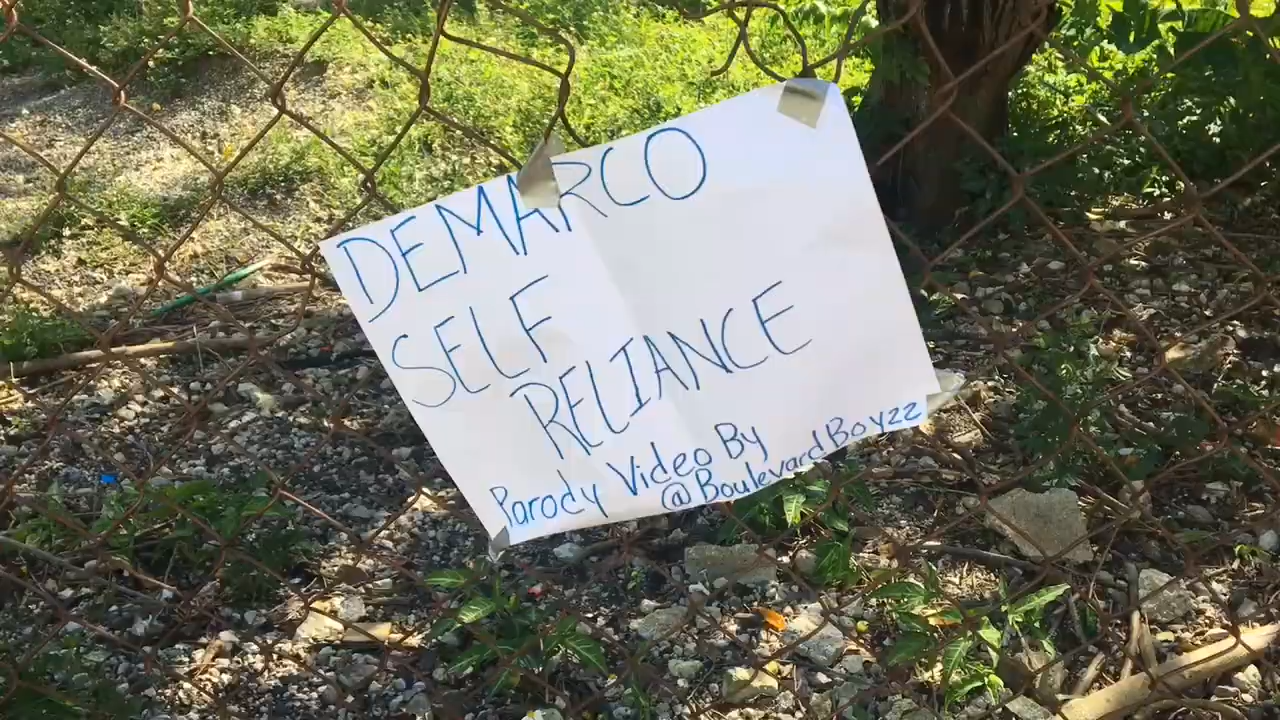 DEMARCO
SELF
RELIANCE
Parody Video By
@BoulevardBoyzz